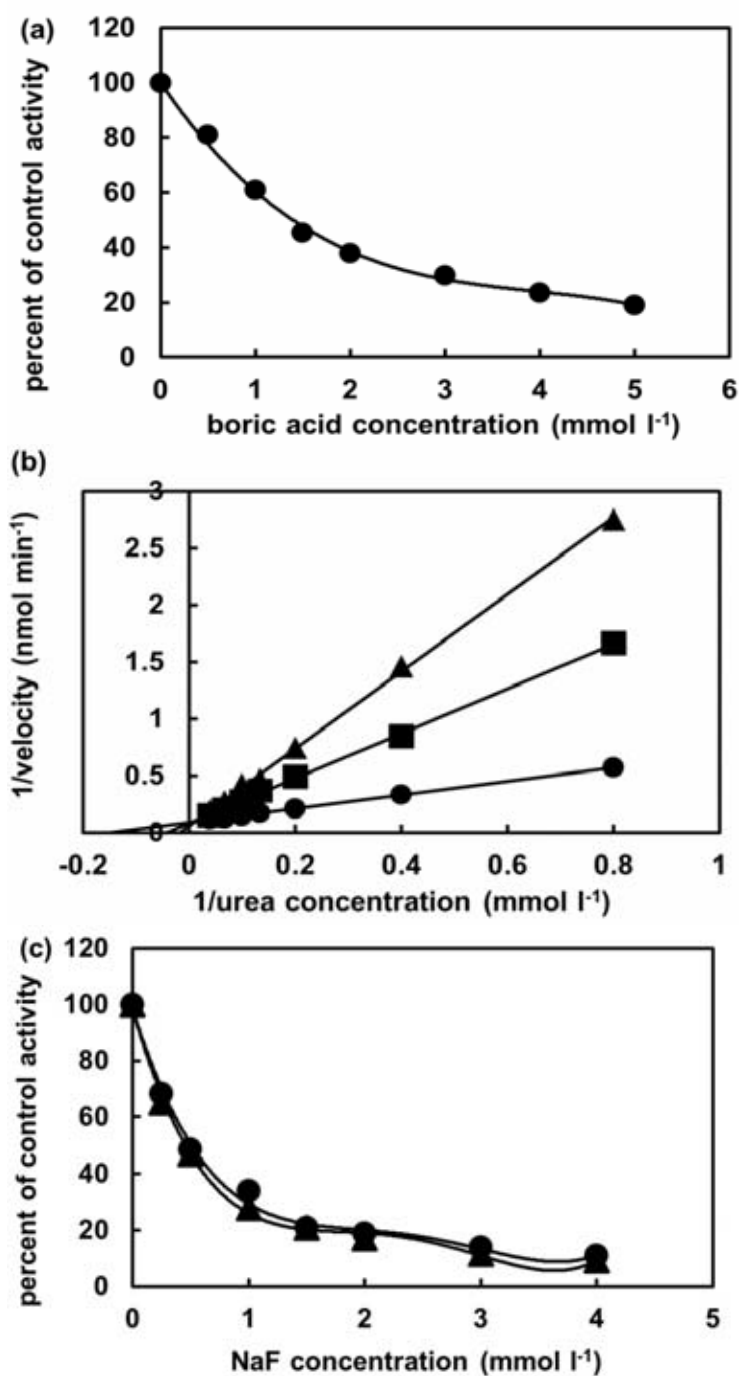 (a)
120
100
80
60
40
20
0
percent of control activity
0 1 2 3 4 5 6
boric acid concentration (mmol l-1)
(b)
3
2.5
2
1.5
1
0.5
0
1/velocity (nmol min-1)
-0.2 0 0.2 0.4 0.6 0.8 1
1/urea concentration (mmol l-1)
(c)
120
100
80
60
40
20
0
percent of control activity
0 1 2 3 4 5
NaF concentration (mmol l-1)